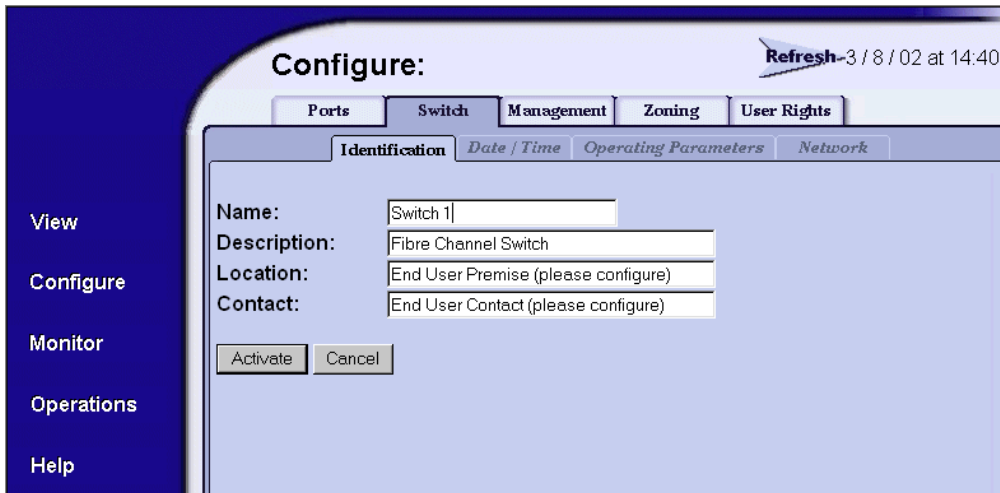 Configure:
Refresh-3 / 8 / 02 at 14:40
Ports Switch Management Zoning User Rights
Identification Date / Time Operating Parameters Network
View
Configure
Monitor
Operations
Help
Name: Switch 1
Description: Fibre Channel Switch
Location: End User Premise (please configure)
Contact: End User Contact (please configure)
Activate Cancel